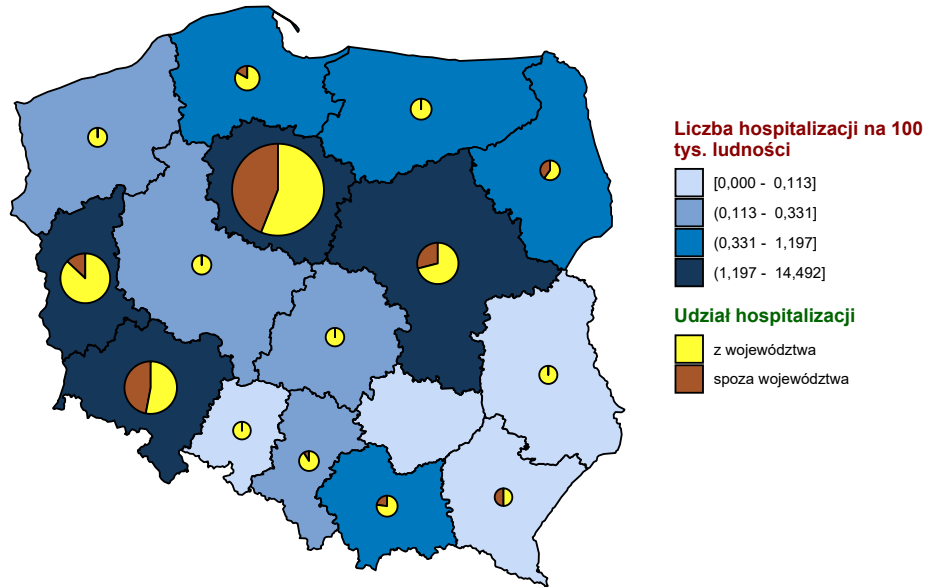 Liczba hospitalizacji na 100
tys. ludności
[0,000 - 0,113]
(0,113 - 0,331]
(0,331 - 1,197]
(1,197 - 14,492]
Udział hospitalizacji
z województwa
spoza województwa